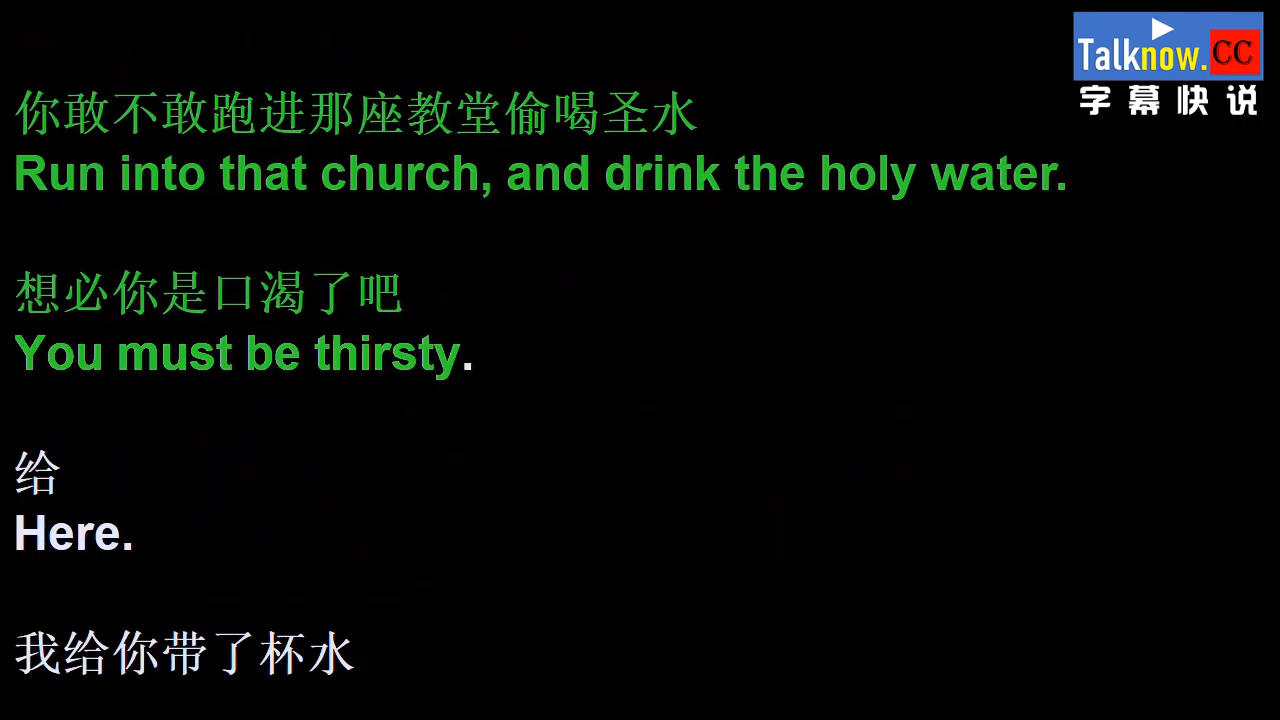 Talknow.CC
字幕快说
你敢不敢跑进那座教堂偷喝圣水
Run into that church, and drink the holy water.
想必你是口渴了吧
You must be thirsty.
给
Here.
我给你带了杯水